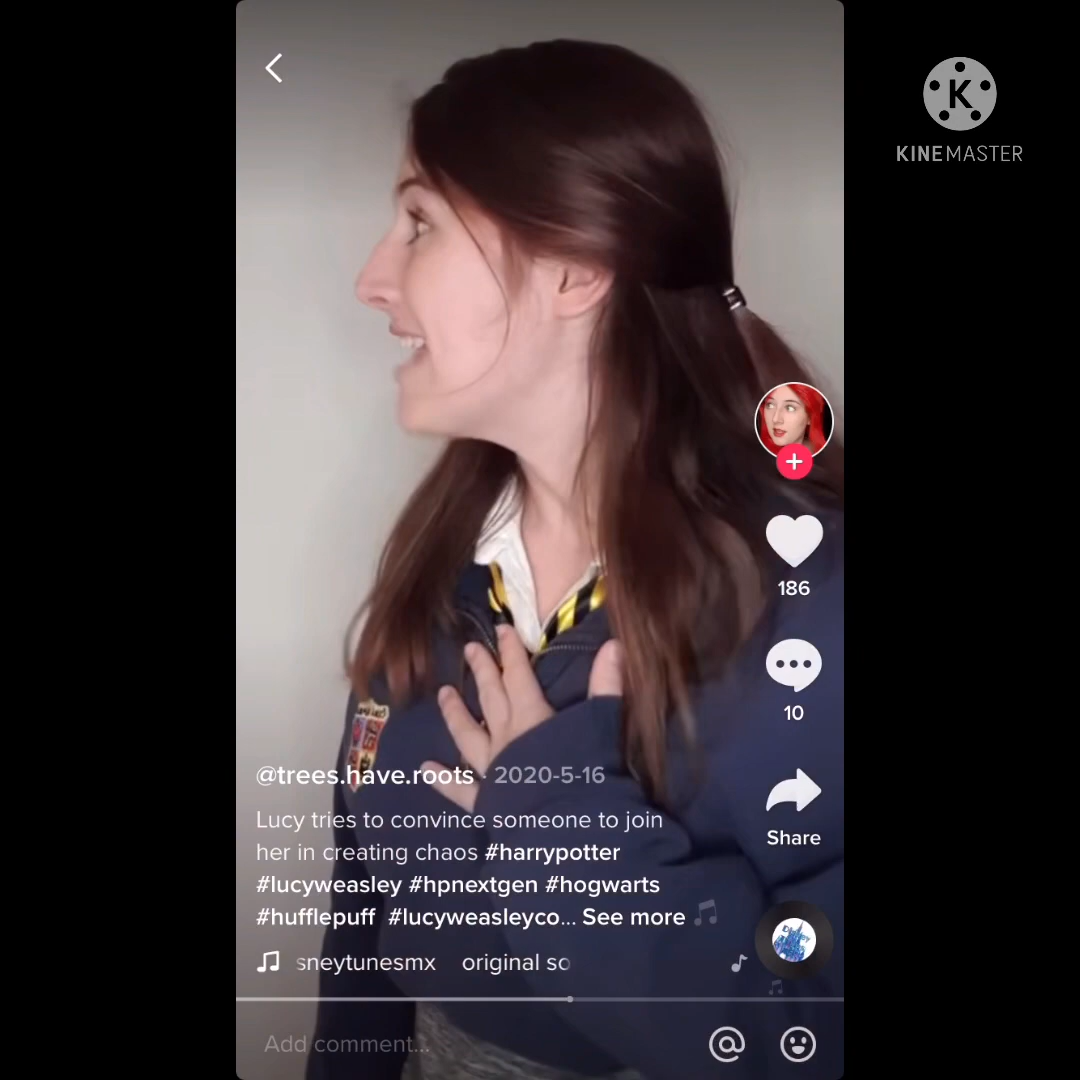 K
KINEMASTER
186
10
Share
@trees.have.roots · 2020-5-16
Lucy tries to convince someone to join
her in creating chaos #harrypotter
#lucyweasley #hpnextgen #hogwarts
#hufflepuff #lucyweasleyco... See more
sneytunesmx original so
Add comment...